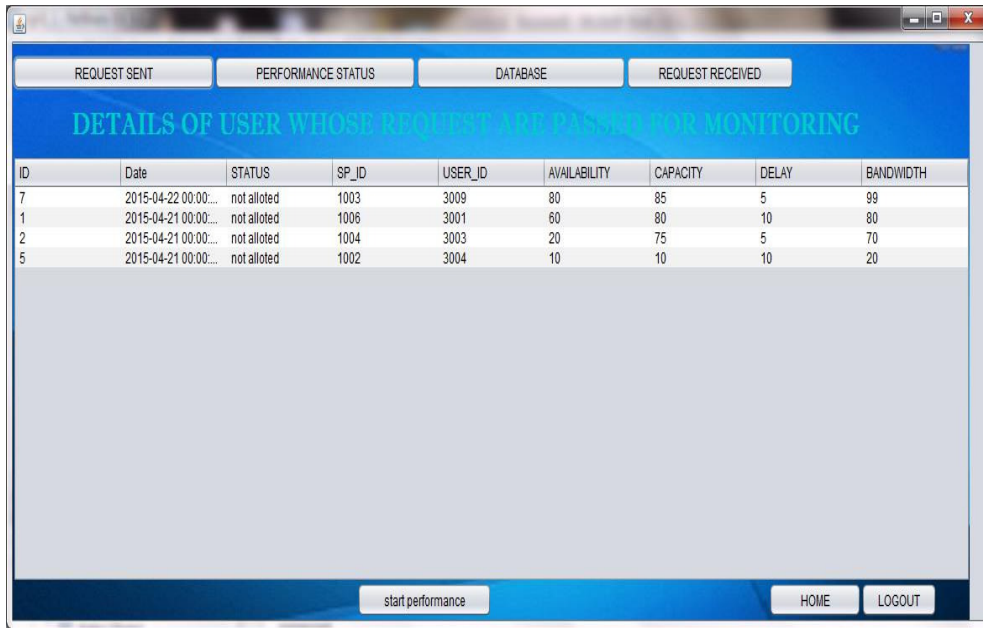 REQUEST SENT PERFORMANCE STATUS DATABASE REQUEST RECEIVED
DETAILS OF USER WHOSE REQUEST ARE PASSED FOR MONITORING
ID Date STATUS SP_ID USER_ID AVAILABILITY CAPACITY DELAY BANDWIDTH
7 2015-04-22 00:00:... not alloted 1003 3009 80 85 5 99
1 2015-04-21 00:00:... not alloted 1006 3001 60 80 10 80
2 2015-04-21 00:00:... not alloted 1004 3003 20 75 5 70
5 2015-04-21 00:00:... not alloted 1002 3004 10 10 10 20
start performance HOME LOGOUT